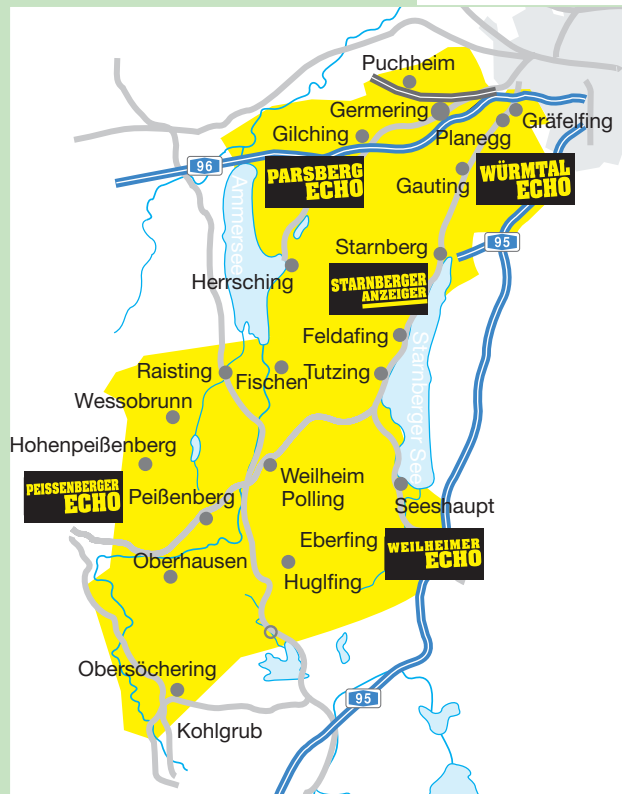 Puchheim
Germering
Gräfelfing
Gilching
Planegg
96
PARSBERG
ECHO
WÜRMTAL
ECHO
Gauting
Ammersee
Starnberg
95
Herrsching
STARNBERGER
ANZEIGER
Feldafing
Starnberger See
Raisting
Fischen
Tutzing
Wessobrunn
Hohenpeißenberg
Weilheim
Polling
PEISSENBERGER
ECHO
Peißenberg
Seeshaupt
Eberfing
WEILHEIMER
ECHO
Oberhausen
Huglfing
Obersöchering
95
Kohlgrub